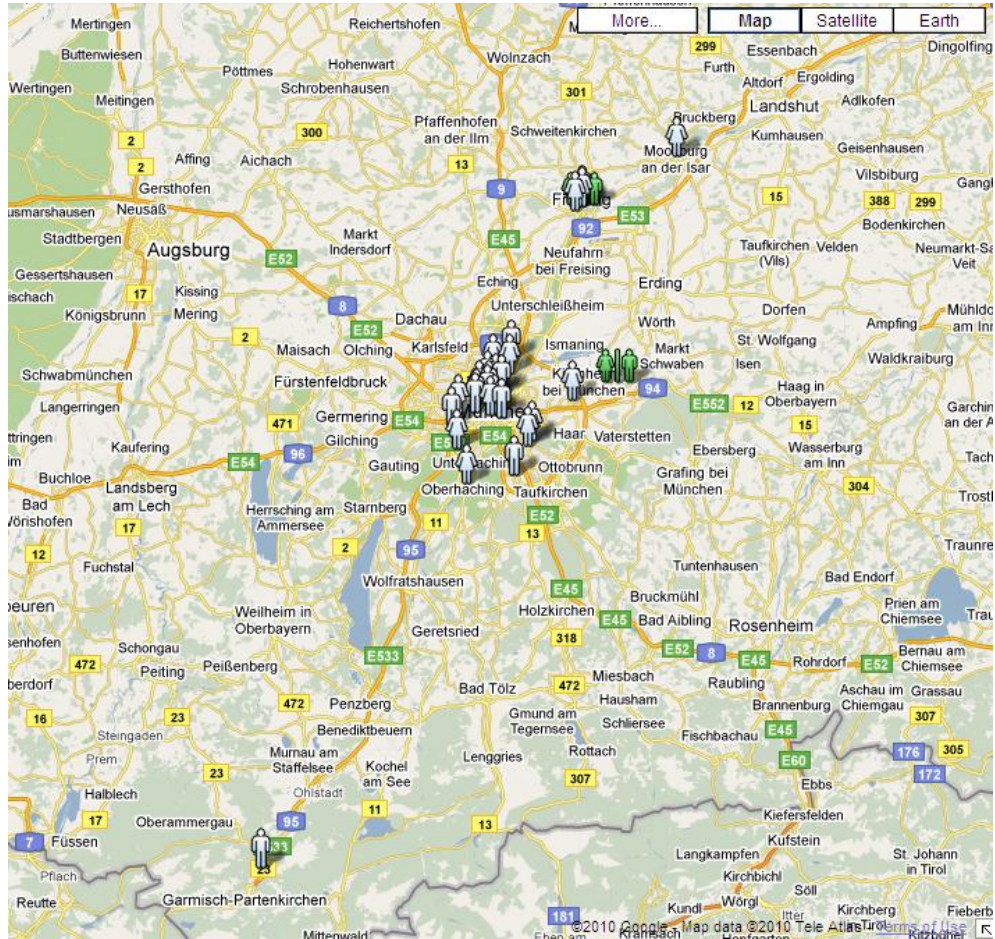 More...
Map
Satellite
Earth
Mertingen
Reichertshofen
299
Essenbach
Dingolfing
Buttenwiesen
Hohenwart
Wolnzach
Furth
Wertingen
Pöttmes
Schrobenhausen
301
Altdorf
Ergolding
Meitingen
Landshut
Adlkofen
2
300
Pfaffenhofen
an der Ilm
Schweitenkirchen
Bruckberg
Kumhausen
Geisenhausen
2
Affing
Aichach
13
an der Isar
Gersthofen
9
Vilsbiburg
Neusäß
E53
15
388
299
Stadtbergen
Augsburg
Markt
Indersdorf
E45
92
Bodenkirchen
E52
Neufahrn
bei Freising
Taufkirchen
(Vils)
Velden
Neumarkt-Sa
Veit
Gessertshausen
Kissing
Eching
Erding
17
8
Unterschleißheim
Königsbrunn
Mering
Dachau
Dorfen
2
E52
Wörth
Ampfing
Maisach
Olching
Karlsfeld
Ismaning
Markt
Schwaben
St. Wolfgang
Isen
Waldkraiburg
Schwabmünchen
Fürstenfeldbruck
bei München
94
Haag in
Oberbayern
Langerringen
E552
12
471
Germering
E54
15
Kaufering
96
Gilching
E54
Haar
Vaterstetten
Ebersberg
Wasserburg
am Inn
E54
Buchloe
Gauting
Ottobrunn
Grafing bei
München
Landsberg
am Lech
Oberhaching
Taufkirchen
304
Bad
Wörishofen
Herrsching am
Ammersee
Starnberg
11
E52
17
13
12
2
95
Fuchstal
Wolfratshausen
Tuntenhausen
Bad Endorf
E45
Bruckmühl
Prien am
Chiemsee
Weilheim in
Oberbayern
Holzkirchen
E45
Bad Aibling
Rosenheim
Geretsried
318
Schongau
E52
8
Bernau am
Chiemsee
472
Peiting
Peißenberg
E533
E45
Rohrdorf
E52
Miesbach
Raubling
Bad Tölz
472
Hausham
Aschau im
Chiemgau
Grassau
16
23
472
Penzberg
Brannenburg
Steingaden
Benediktbeuern
Gmund am
Tegernsee
Schliersee
307
E45
Fischbachau
Prem
Murnau am
Staffelsee
Kochel
am See
Lenggries
Rottach
176
305
23
E60
172
Halblech
Ohlstadt
307
Ebbs
17
Oberammergau
95
11
13
Kiefersfelden
7
Füssen
Kufstein
Langkampfen
St. Johann
in Tirol
Pflach
23
Kirchbichl
Garmisch-Partenkirchen
Reutte
Söll
Kundl
Wörgl
Itter
Kirchberg
181
Mittenwald
©2010 Google - Map data ©2010 Tele Atlas - Terms of Use